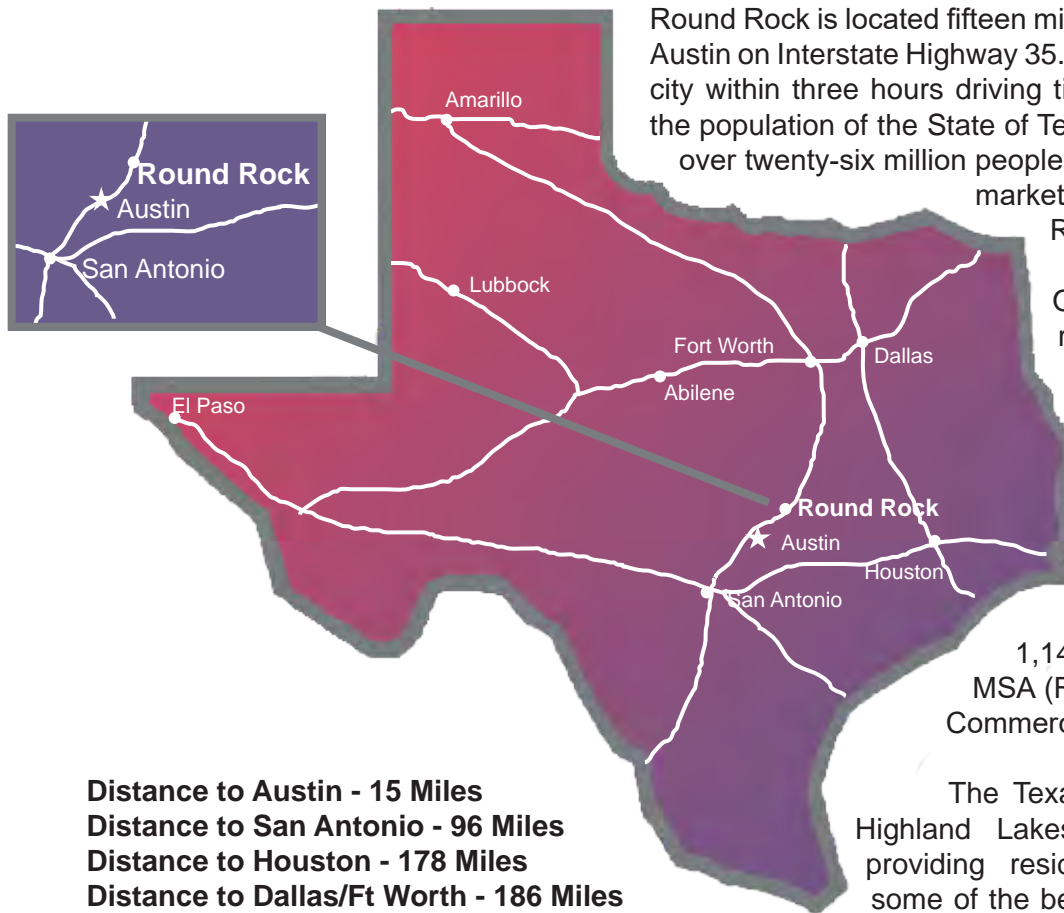 Round Rock is located fifteen mi
Austin on Interstate Highway 35.
city within three hours driving ti
the population of the State of Te
over twenty-six million people
market
R
C
Amarillo
Round Rock
Austin
San Antonio
Lubbock
Fort Worth
Dallas
Abilene
El Paso
Round Rock
Austin
Houston
San Antonio
1,14
MSA (F
Commerc
The Texa
Highland Lakes
providing resid
some of the be
Distance to Austin - 15 Miles
Distance to San Antonio - 96 Miles
Distance to Houston - 178 Miles
Distance to Dallas/Ft Worth - 186 Miles